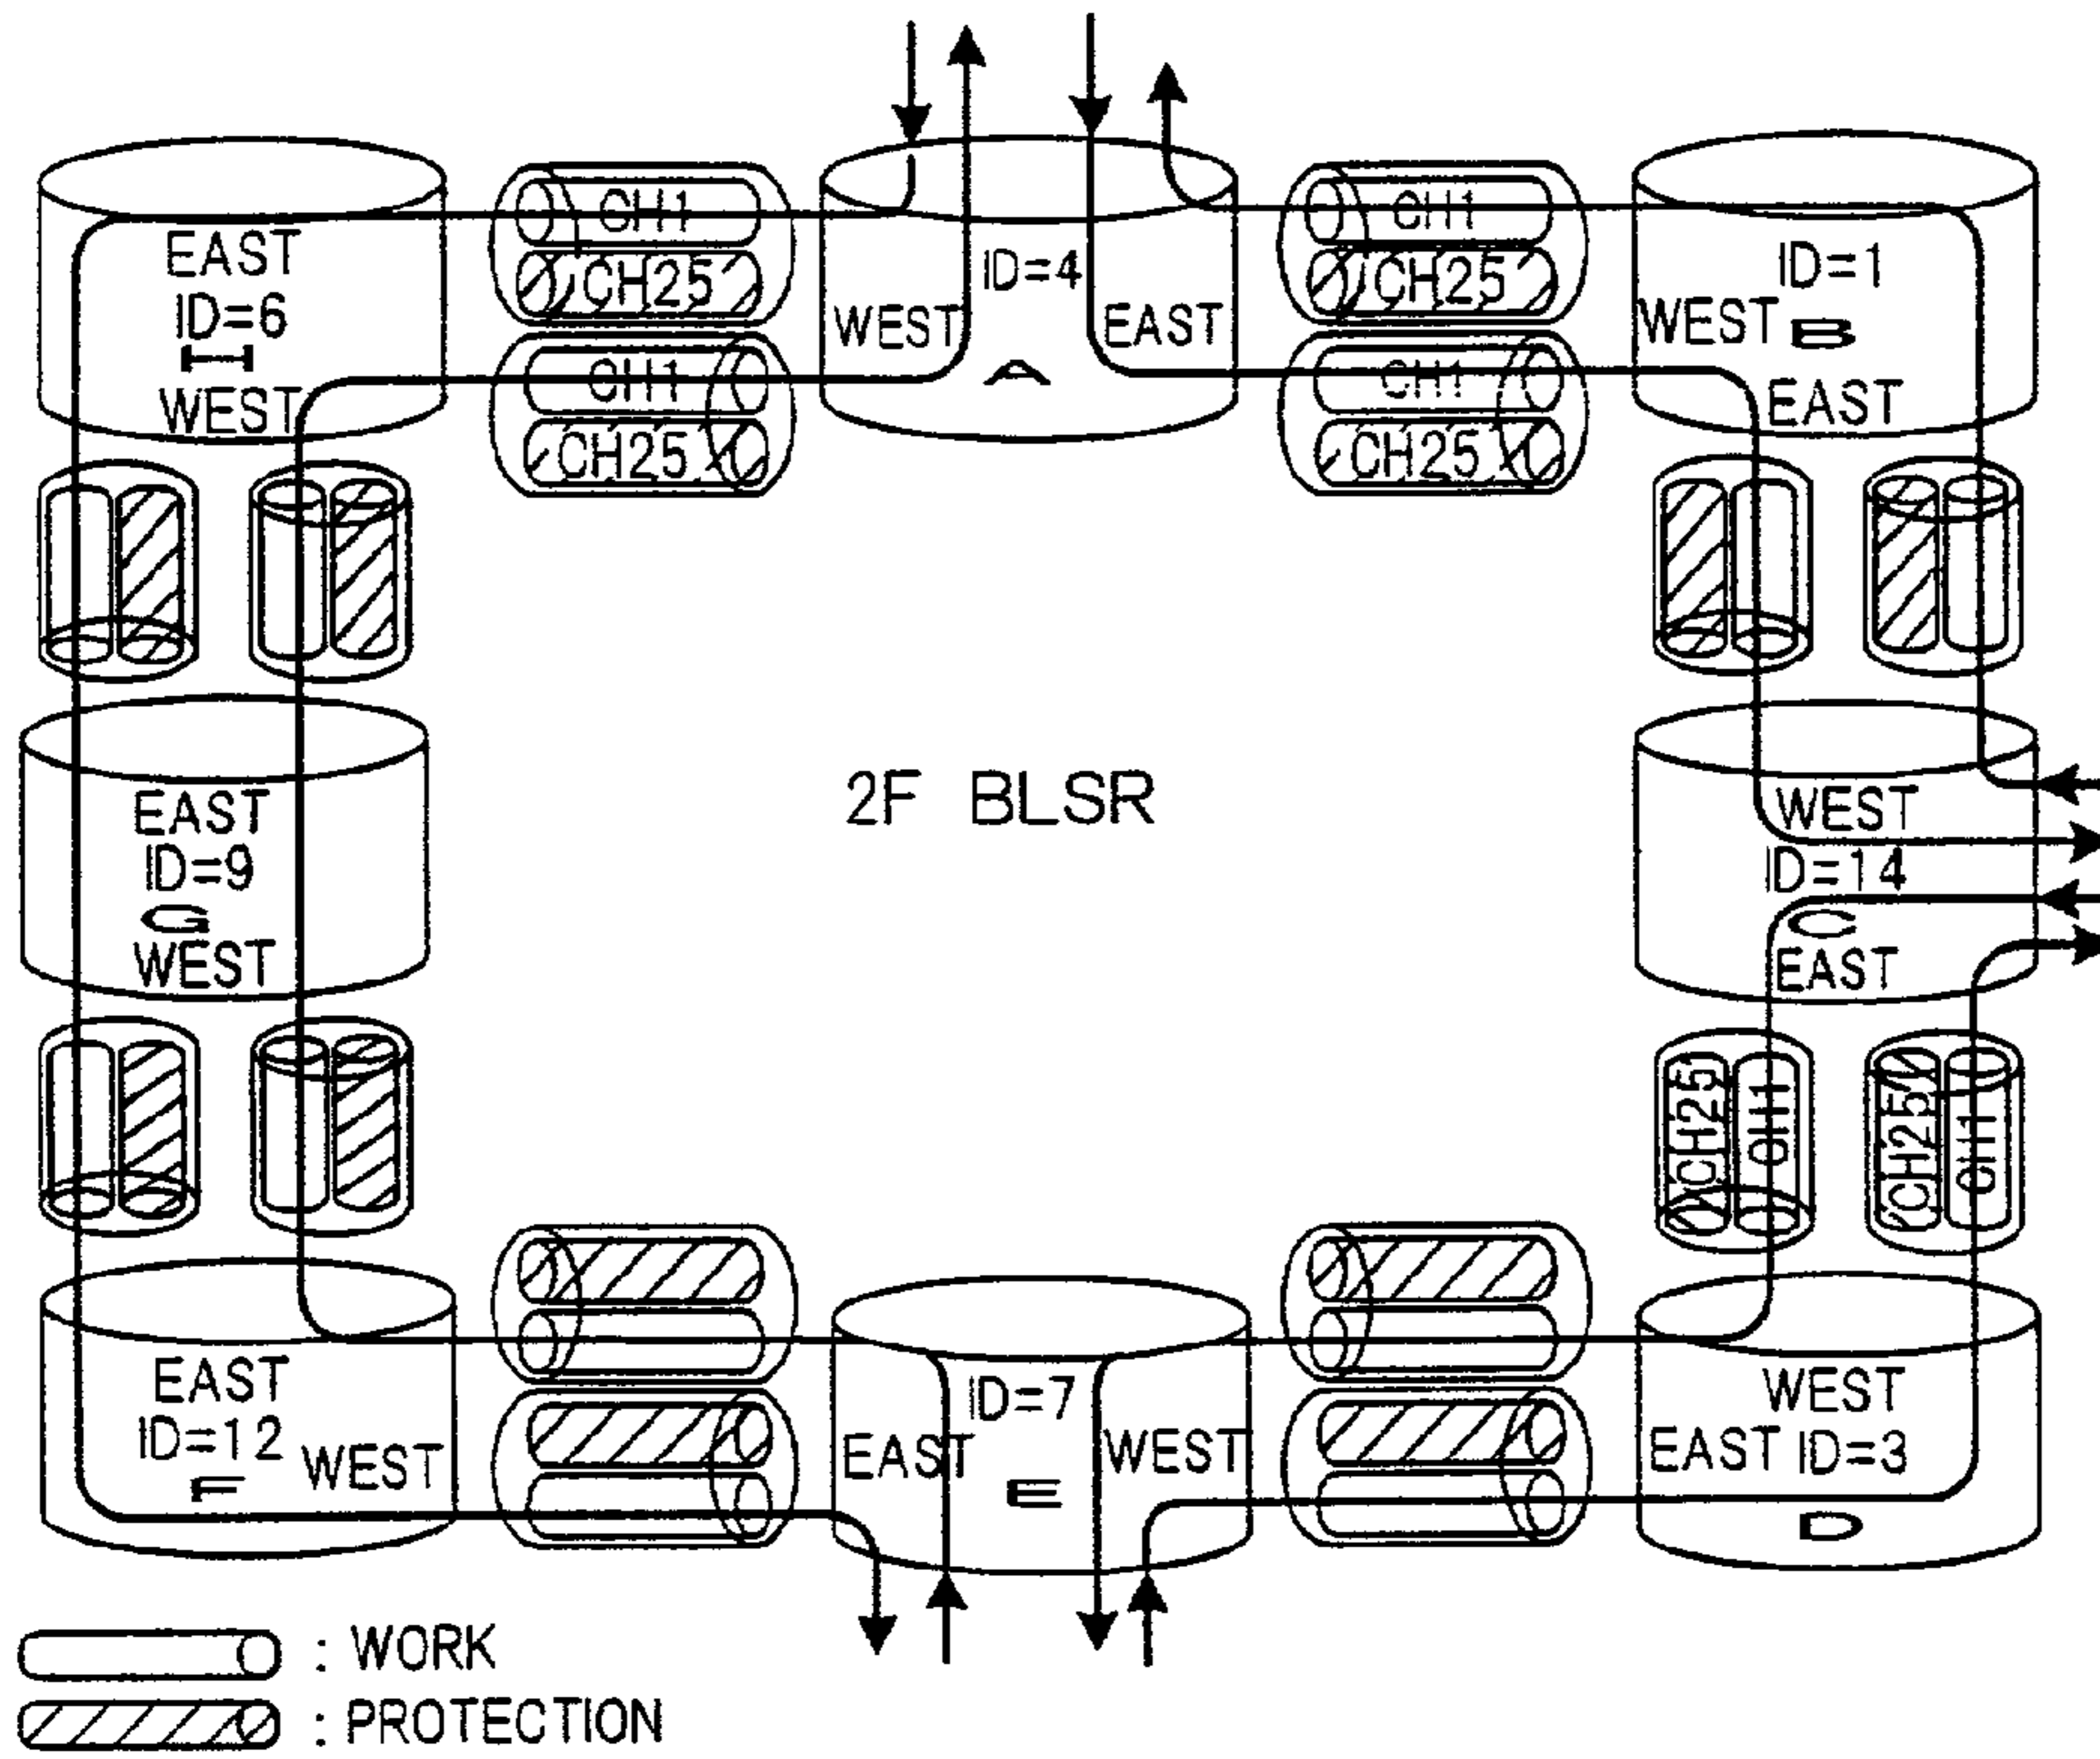 CH1
CH25
CH1
CH25
CH1
CH25
CH1
CH25
EAST
ID=6
H
WEST
ID=4
WEST
EAST
A
ID=1
WEST
B
EAST
2F BLSR
EAST
ID=9
G
WEST
WEST
ID=14
C
EAST
CH25
CH1
CH25
CH1
EAST
ID=12
WEST
F
ID=7
EAST
WEST
E
WEST
EAST ID=3
D
: WORK
: PROTECTION